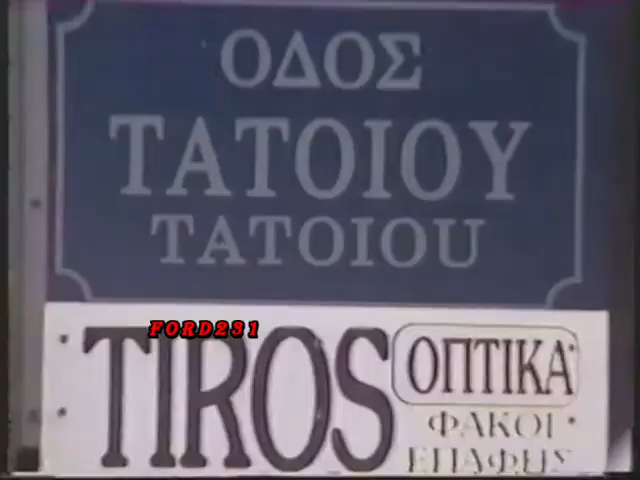 ΟΔΟΣ
ΤΑΤΟΙΟΥ
TATOIOU
FORD231
TIROS
ΟΠΤΙΚΑ
ΦΑΚΟΙ
ΕΠΑΦΗΣ